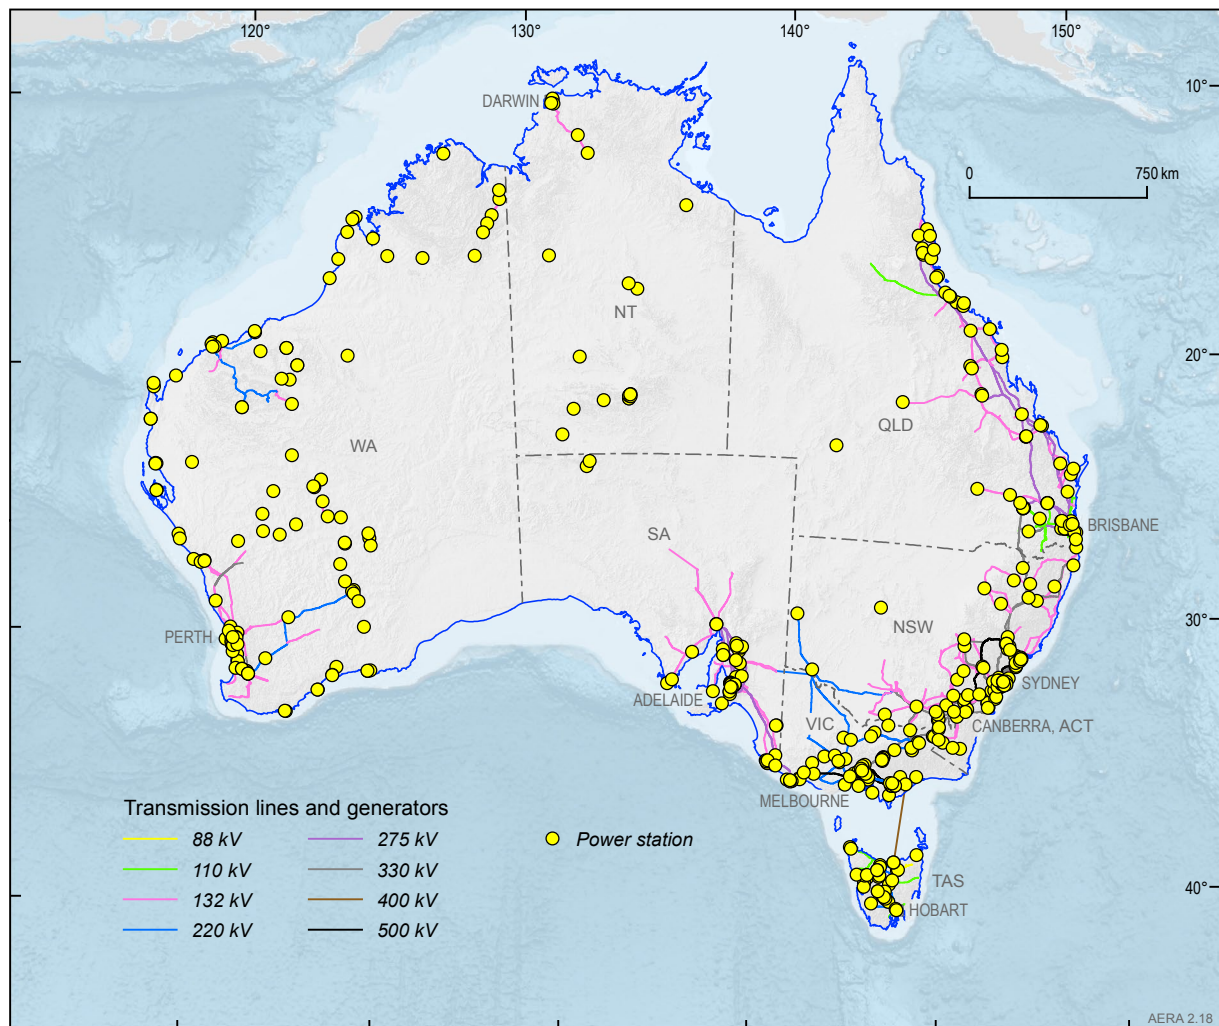 120° 130° 140° 150°
DARWIN
10°
0 750 km
NT
20°
QLD
WA
SA
BRISBANE
30°
NSW
PERTH
ADELAIDE
SYDNEY
VIC
CANBERRA, ACT
MELBOURNE
Transmission lines and generators
88 kV 275 kV Power station
110 kV 330 kV
132 kV 400 kV
220 kV 500 kV
TAS
40°
HOBART
AERA 2.18